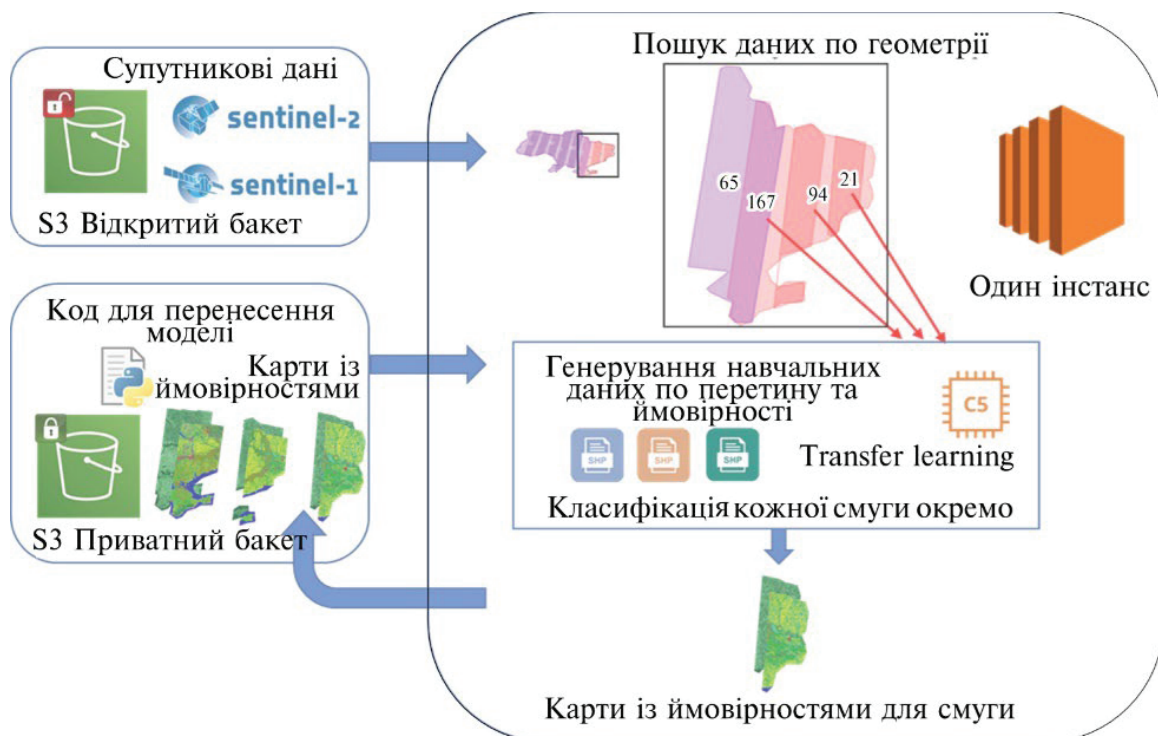 Супутникові дані
sentinel-2
sentinel-1
S3 Відкритий бакет
Код для перенесення
моделі
Карти із
ймовірностями
S3 Приватний бакет
Пошук даних по геометрії
65
167
94
21
Один інстанс
Генерування навчальних
даних по перетину та
ймовірності
C5
SHP
SHP
SHP
Transfer learning
Класифікація кожної смуги окремо
Карти із ймовірностями для смуги